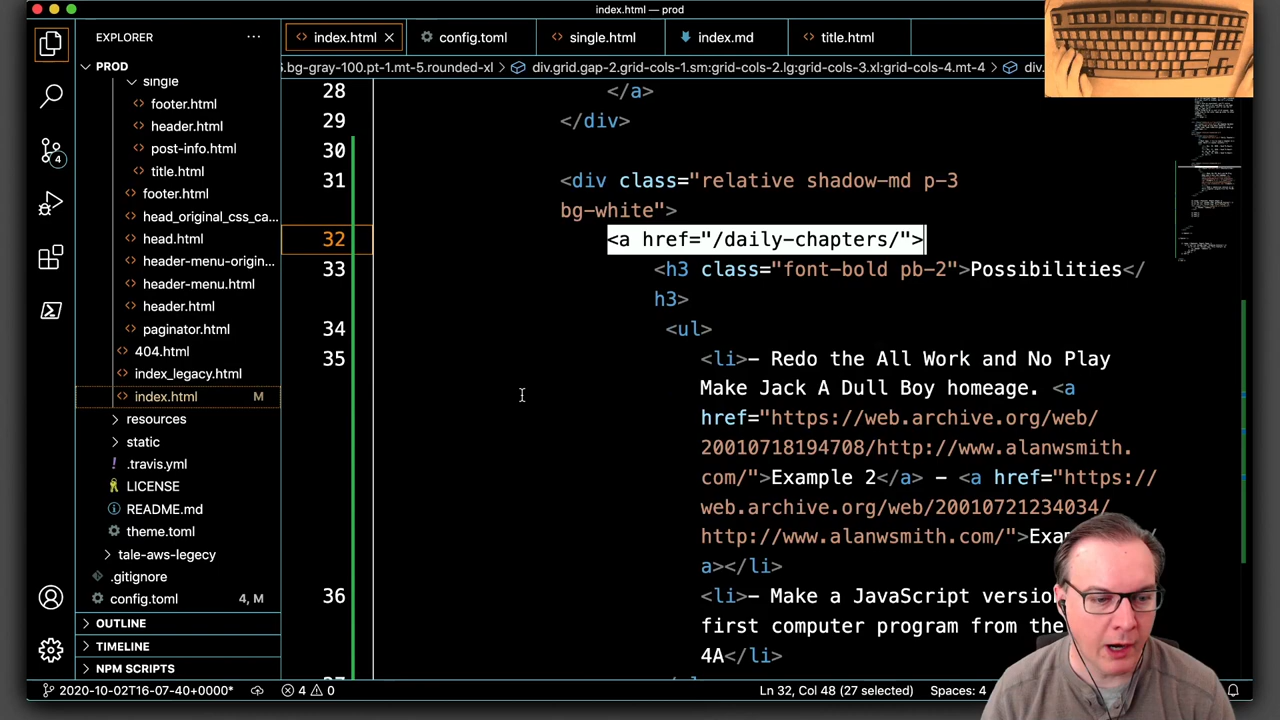 index.html — prod
EXPLORER
···
index.html
config.toml
single.html
index.md
title.html
PROD
5.bg-gray-100.pt-1.mt-5.rounded-xl > div.grid.gap-2.grid-cols-1.sm:grid-cols-2.lg:grid-cols-3.xl:grid-cols-4.mt-4 > div.
single
footer.html
header.html
post-info.html
title.html
footer.html
head_original_css_ca...
head.html
header-menu-origin...
header-menu.html
header.html
paginator.html
404.html
index_legacy.html
index.html M
resources
static
.travis.yml
LICENSE
README.md
theme.toml
tale-aws-legacy
.gitignore
config.toml 4, M
OUTLINE
TIMELINE
NPM SCRIPTS
4
28 </a>
29 </div>
30
31 <div class="relative shadow-md p-3
bg-white">
32 <a href="/daily-chapters/">
33 <h3 class="font-bold pb-2">Possibilities</
h3>
34 <ul>
35 <li>– Redo the All Work and No Play
Make Jack A Dull Boy homeage. <a
href="https://web.archive.org/web/
20010718194708/http://www.alanwsmith.
com/">Example 2</a> – <a href="https://
web.archive.org/web/20010721234034/
http://www.alanwsmith.com/">Exa
a></li>
36 <li>– Make a JavaScript versio
first computer program from the
4A</li>
2020-10-02T16-07-40+0000*
4 0
Ln 32, Col 48 (27 selected)
Spaces: 4